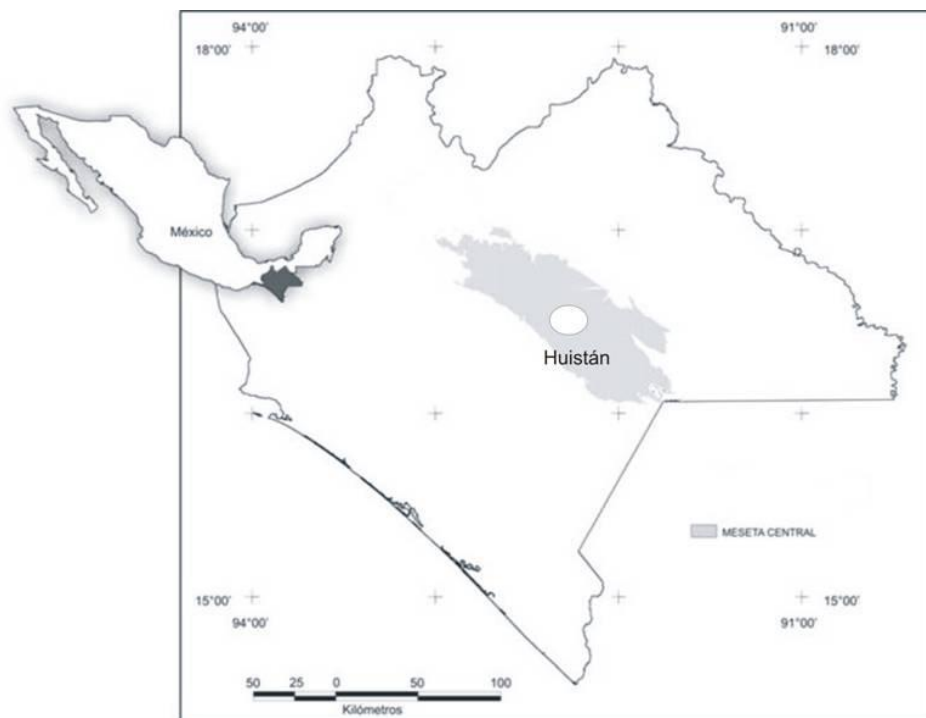 94°00′ 91°00′
18°00′ 18°00′
México
Huistán
MESETA CENTRAL
15°00′ 15°00′
94°00′ 91°00′
50 25 0 50 100
Kilómetros